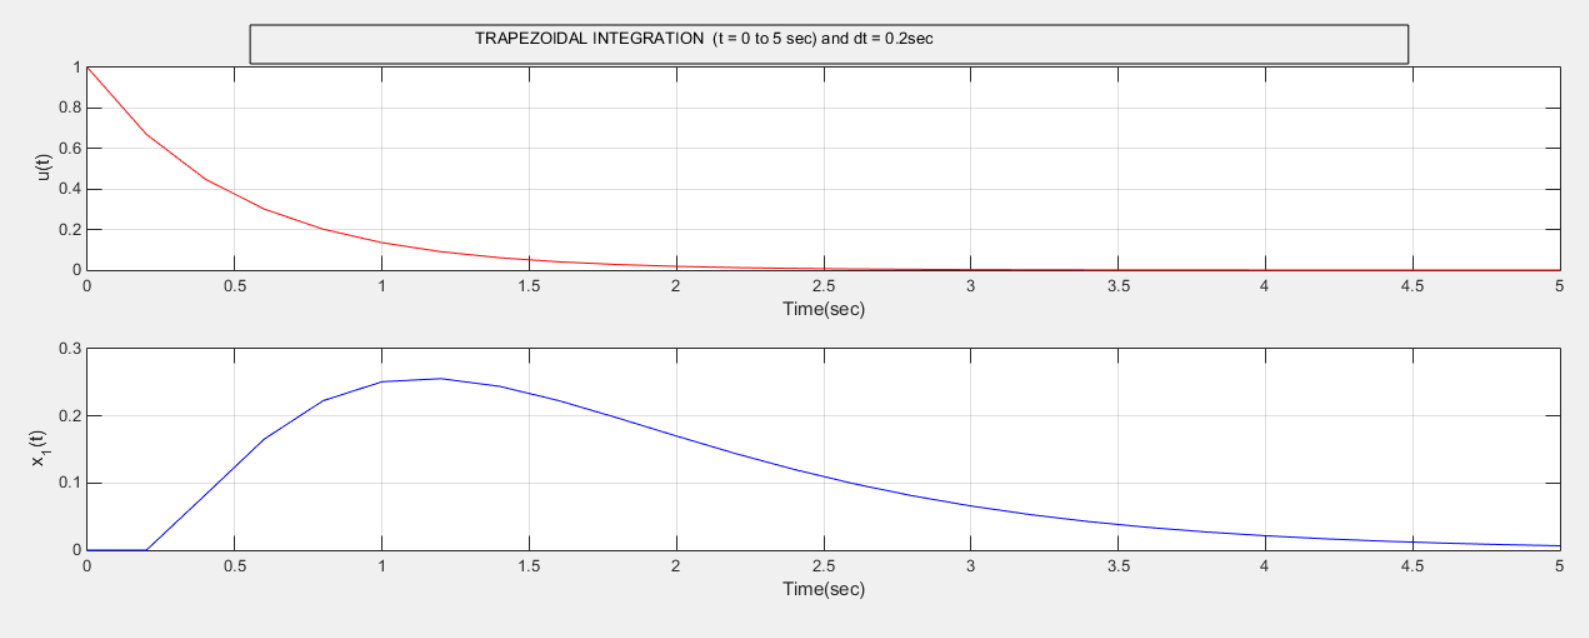 TRAPEZOIDAL INTEGRATION (t = 0 to 5 sec) and dt = 0.2sec
1
0.8
0.6
0.4
0.2
0
u(t)
0 0.5 1 1.5 2 2.5 3 3.5 4 4.5 5
Time(sec)
0.3
0.2
0.1
0
x1(t)
0 0.5 1 1.5 2 2.5 3 3.5 4 4.5 5
Time(sec)